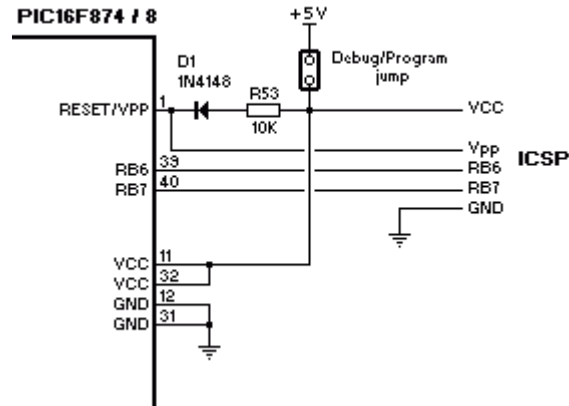 PIC16F874 / 8
+5V
Debug/Program
jump
D1
1N4148
R53
10K
RESET/VPP
1
VCC
Vpp
ICSP
RB6
39
RB6
RB7
40
RB7
GND
VCC
11
VCC
32
GND
12
GND
31